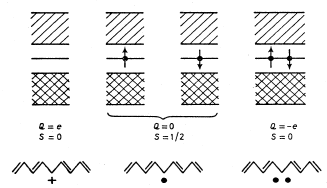 Q = e Q = 0 Q = -e
S = 0 S = 1/2 S = 0
+